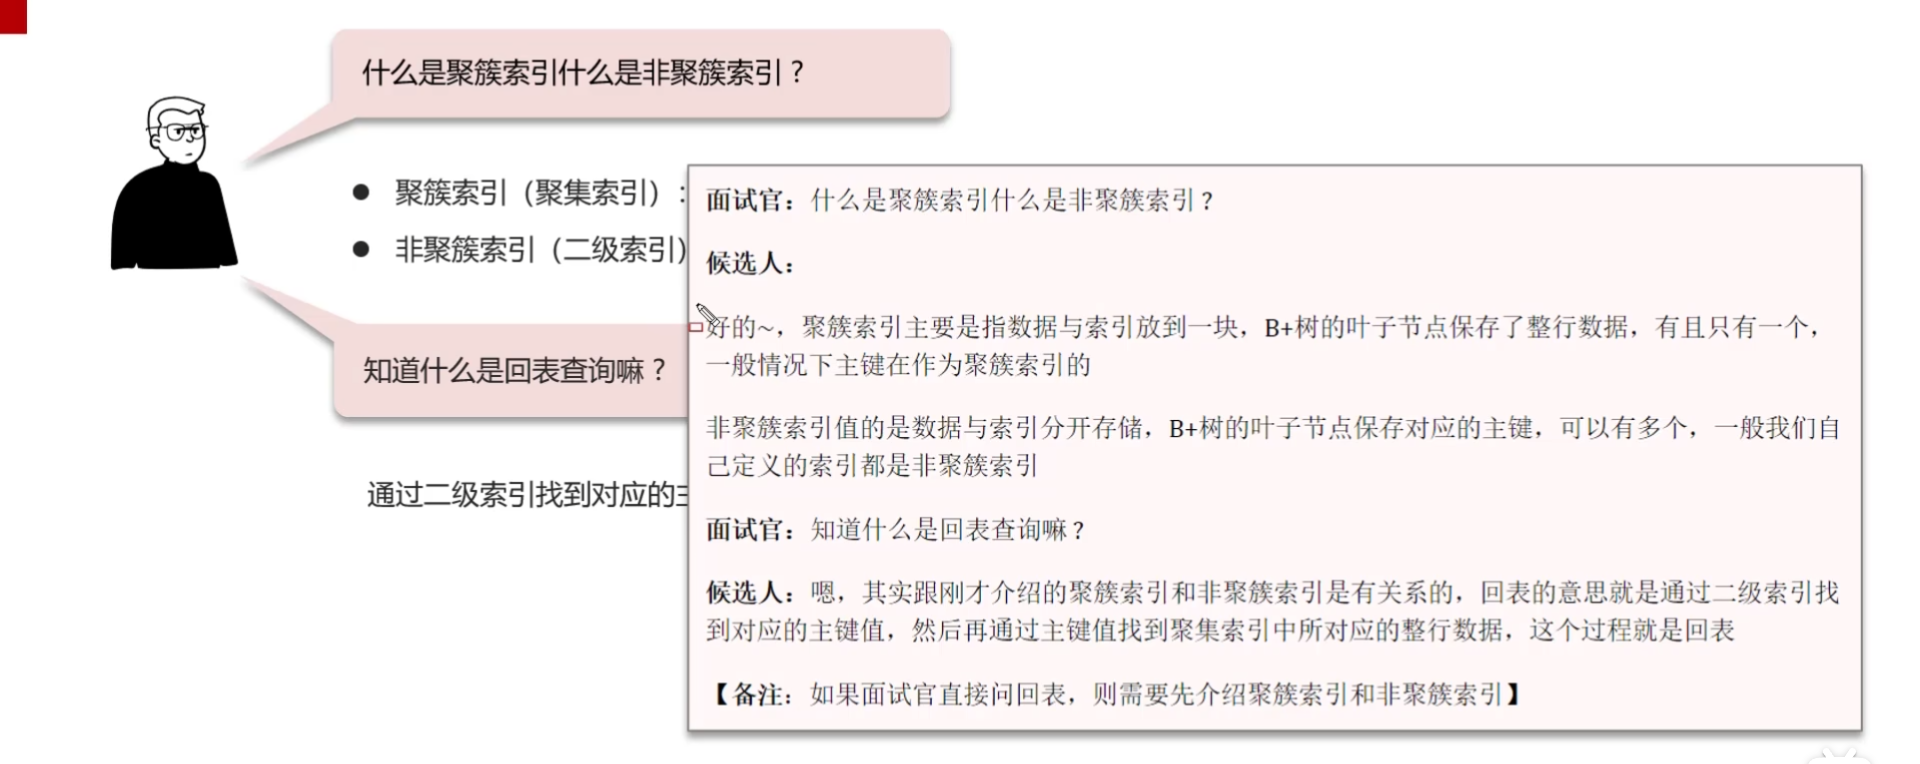 什么是聚簇索引什么是非聚簇索引？
● 聚簇索引（聚集索引）：
● 非聚簇索引（二级索引）
知道什么是回表查询嘛？
通过二级索引找到对应的
面试官：什么是聚簇索引什么是非聚簇索引？
候选人：
好的~，聚簇索引主要是指数据与索引放到一块，B+树的叶子节点保存了整行数据，有且只有一个，
一般情况下主键在作为聚簇索引的
非聚簇索引值的是数据与索引分开存储，B+树的叶子节点保存对应的主键，可以有多个，一般我们自
己定义的索引都是非聚簇索引
面试官：知道什么是回表查询嘛？
候选人：嗯，其实跟刚才介绍的聚簇索引和非聚簇索引是有关系的，回表的意思就是通过二级索引找
到对应的主键值，然后再通过主键值找到聚集索引中所对应的整行数据，这个过程就是回表
【备注：如果面试官直接问回表，则需要先介绍聚簇索引和非聚簇索引】